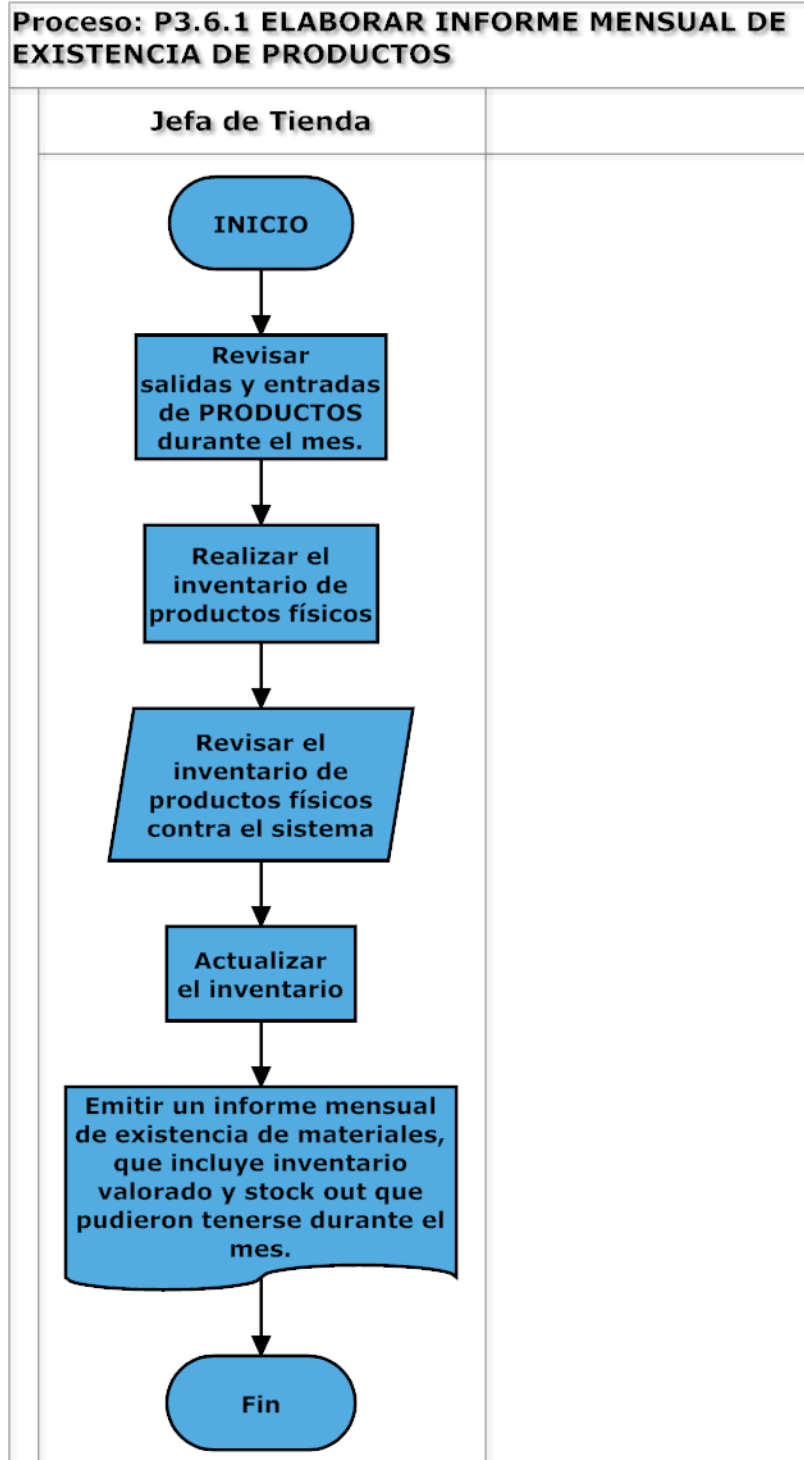 Proceso: P3.6.1 ELABORAR INFORME MENSUAL DE
EXISTENCIA DE PRODUCTOS
Jefa de Tienda
INICIO
Revisar
salidas y entradas
de PRODUCTOS
durante el mes.
Realizar el
inventario de
productos físicos
Revisar el
inventario de
productos físicos
contra el sistema
Actualizar
el inventario
Emitir un informe mensual
de existencia de materiales,
que incluye inventario
valorado y stock out que
pudieron tenerse durante el
mes.
Fin